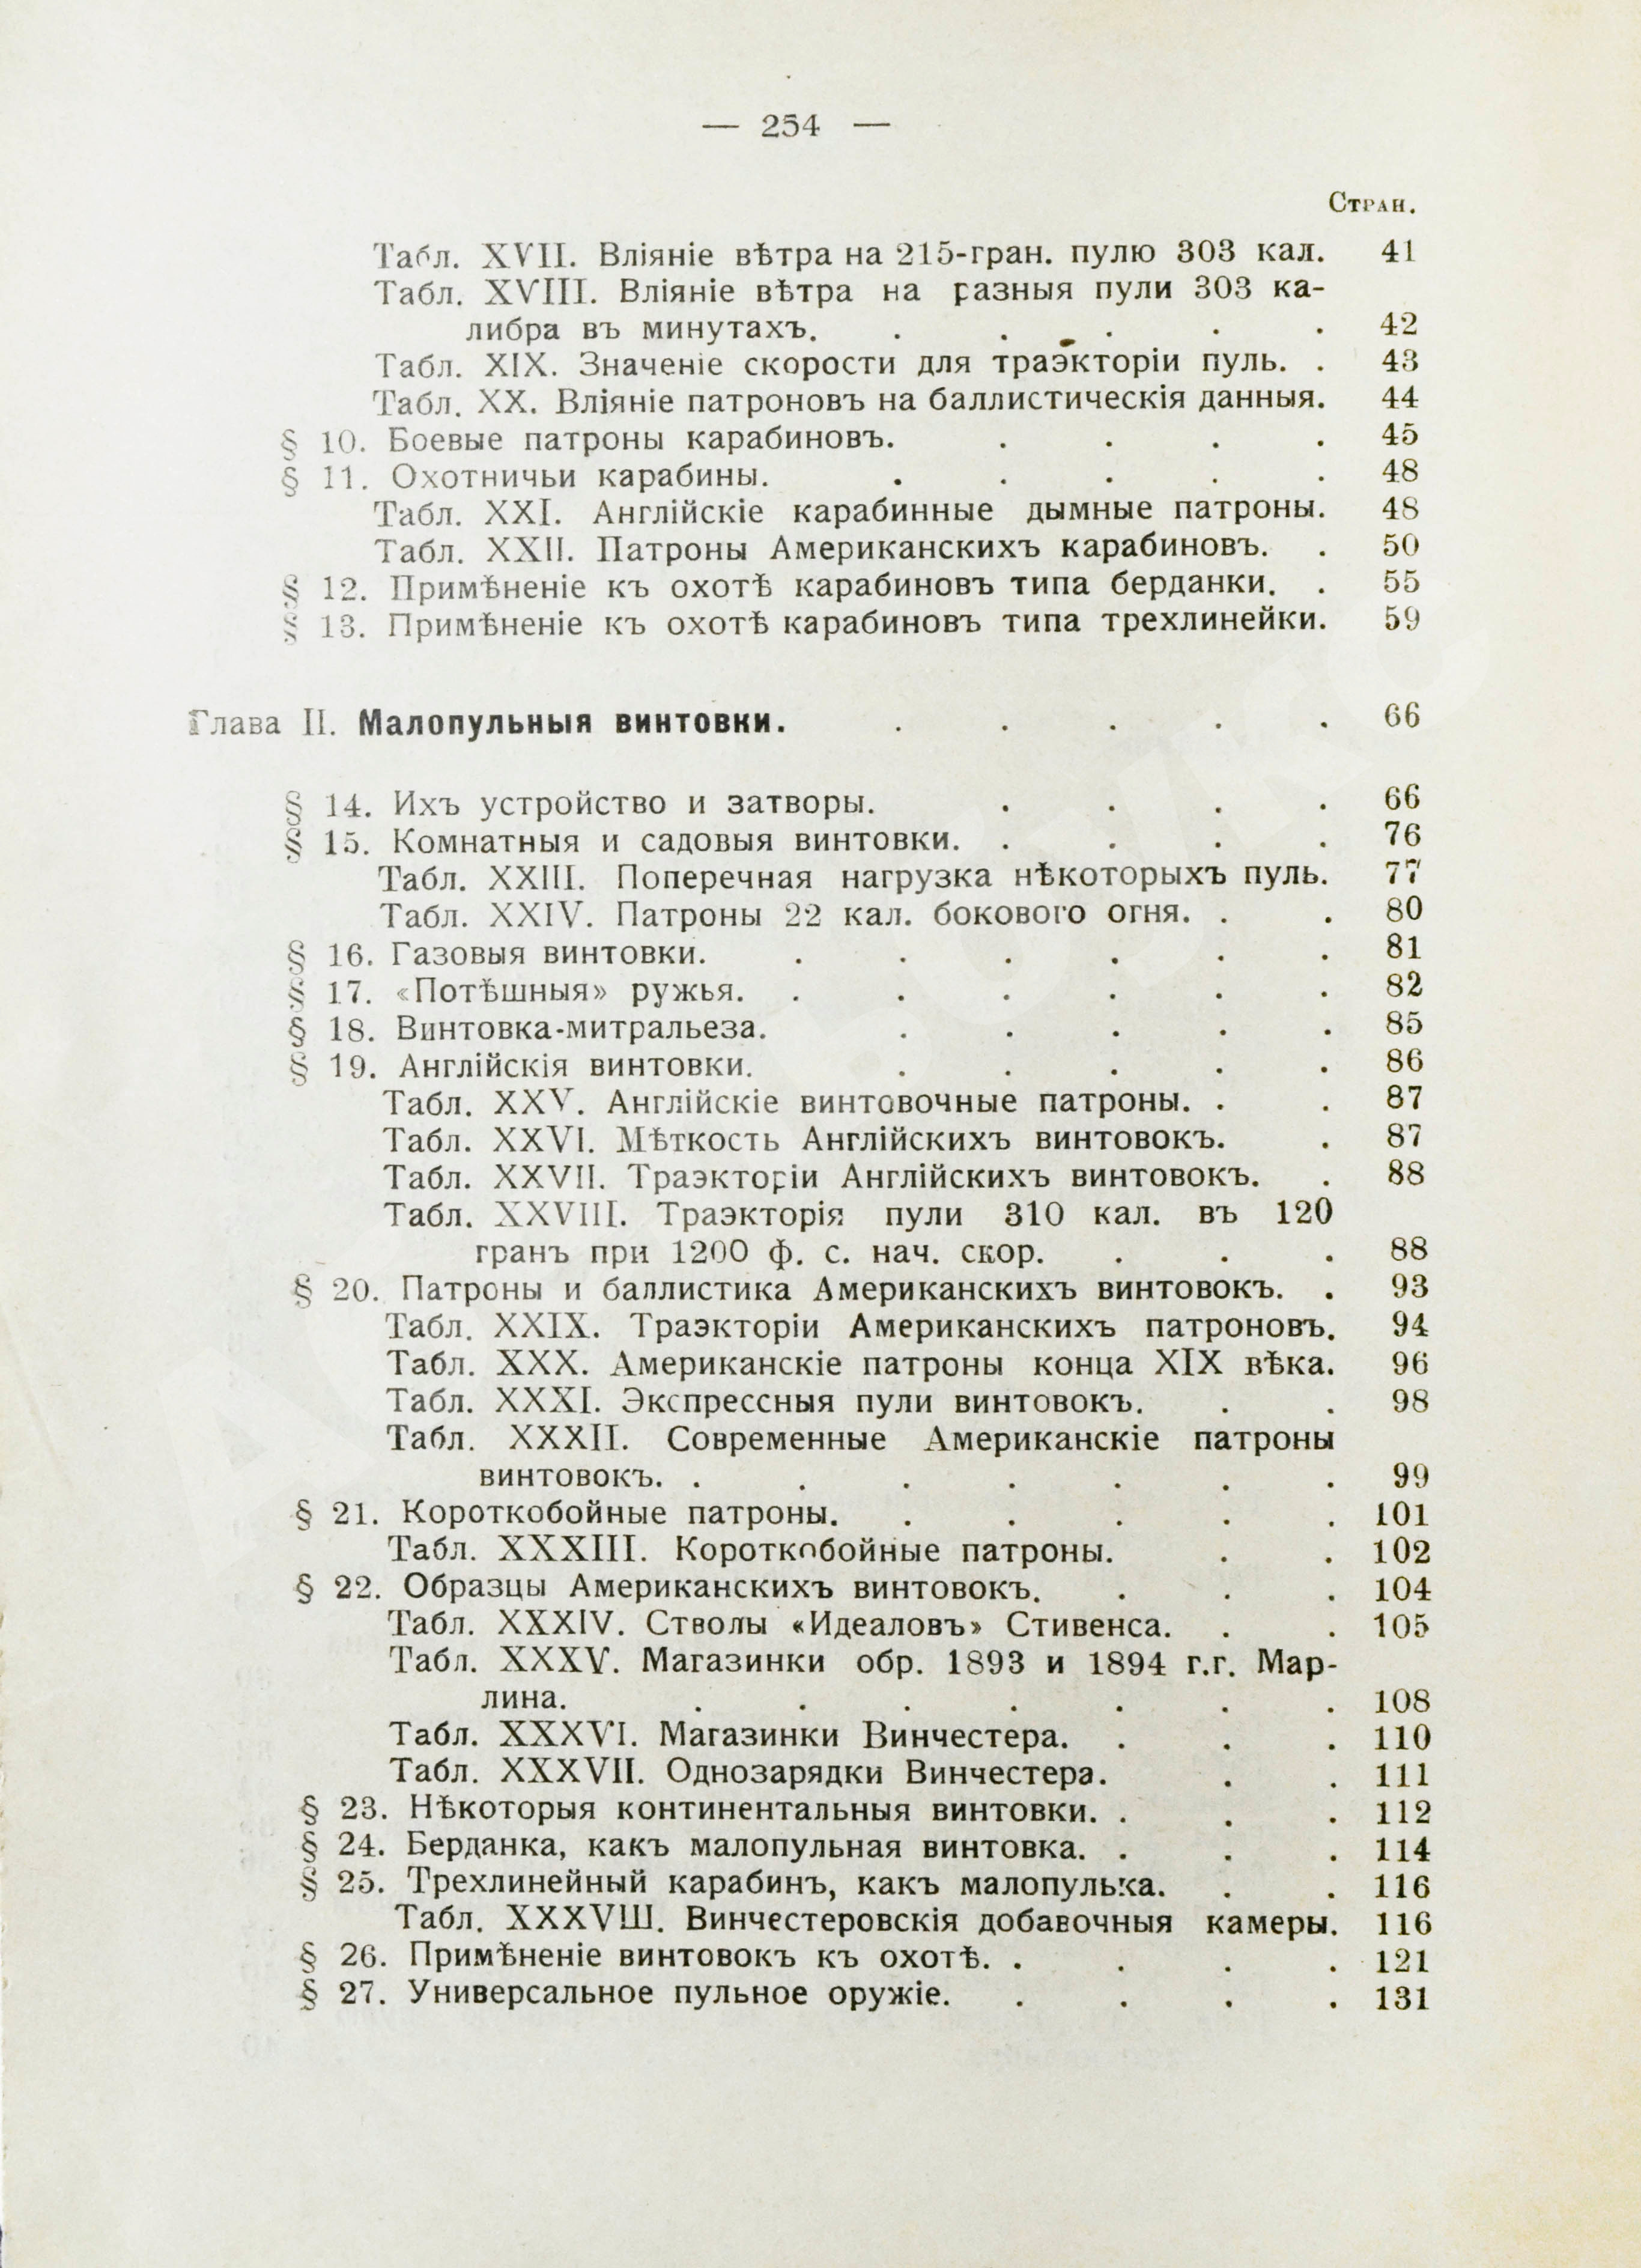 — 254 —
Стран.
Табл. XVII. Вліяніе вѣтра на 215-гран. пулю 303 кал. 41
Табл. XVIII. Вліяніе вѣтра на разныя пули 303 ка-
либра въ минутахъ. . . . . . 42
Табл. XIX. Значеніе скорости для траэкторіи пуль. . 43
Табл. XX. Вліяніе патроновъ на баллистическія данныя. 44
§ 10. Боевые патроны карабиновъ. . . . . 45
§ 11. Охотничьи карабины. . . . . . 48
Табл. XXI. Англійскіе карабинные дымные патроны. 48
Табл. XXII. Патроны Американскихъ карабиновъ. . 50
§ 12. Примѣненіе къ охотѣ карабиновъ типа берданки. . 55
§ 13. Примѣненіе къ охотѣ карабиновъ типа трехлинейки. 59
Глава II. Малопульныя винтовки. . . . . . 66
§ 14. Ихъ устройство и затворы. . . . . 66
§ 15. Комнатныя и садовыя винтовки. . . . . 76
Табл. XXIII. Поперечная нагрузка нѣкоторыхъ пуль. 77
Табл. XXIV. Патроны 22 кал. бокового огня. . . 80
§ 16. Газовыя винтовки. . . . . . . 81
§ 17. «Потѣшныя» ружья. . . . . . . 82
§ 18. Винтовка-митральеза. . . . . . 85
§ 19. Англійскія винтовки. . . . . . 86
Табл. XXV. Англійскіе винтовочные патроны. . . 87
Табл. XXVI. Мѣткость Англійскихъ винтовокъ. . 87
Табл. XXVII. Траэкторіи Англійскихъ винтовокъ. . 88
Табл. XXVIII. Траэкторія пули 310 кал. въ 120
гранъ при 1200 ф. с. нач. скор. . . . 88
§ 20. Патроны и баллистика Американскихъ винтовокъ. . 93
Табл. XXIX. Траэкторіи Американскихъ патроновъ. 94
Табл. XXX. Американскіе патроны конца XIX вѣка. 96
Табл. XXXI. Экспрессныя пули винтовокъ. . . 98
Табл. XXXII. Современные Американскіе патроны
винтовокъ. . . . . . . . 99
§ 21. Короткобойные патроны. . . . . . 101
Табл. XXXIII. Короткобойные патроны. . . 102
§ 22. Образцы Американскихъ винтовокъ. . . . 104
Табл. XXXIV. Стволы «Идеаловъ» Стивенса. . . 105
Табл. XXXV. Магазинки обр. 1893 и 1894 г.г. Мар-
лина. . . . . . . . 108
Табл. XXXVI. Магазинки Винчестера. . . . 110
Табл. XXXVII. Однозарядки Винчестера. . . 111
§ 23. Нѣкоторыя континентальныя винтовки. . . . 112
§ 24. Берданка, какъ малопульная винтовка. . . . 114
§ 25. Трехлинейный карабинъ, какъ малопулька. . . 116
Табл. XXXVШ. Винчестеровскія добавочныя камеры. 116
§ 26. Примѣненіе винтовокъ къ охотѣ. . . . . 121
§ 27. Универсальное пульное оружіе. . . . . 131